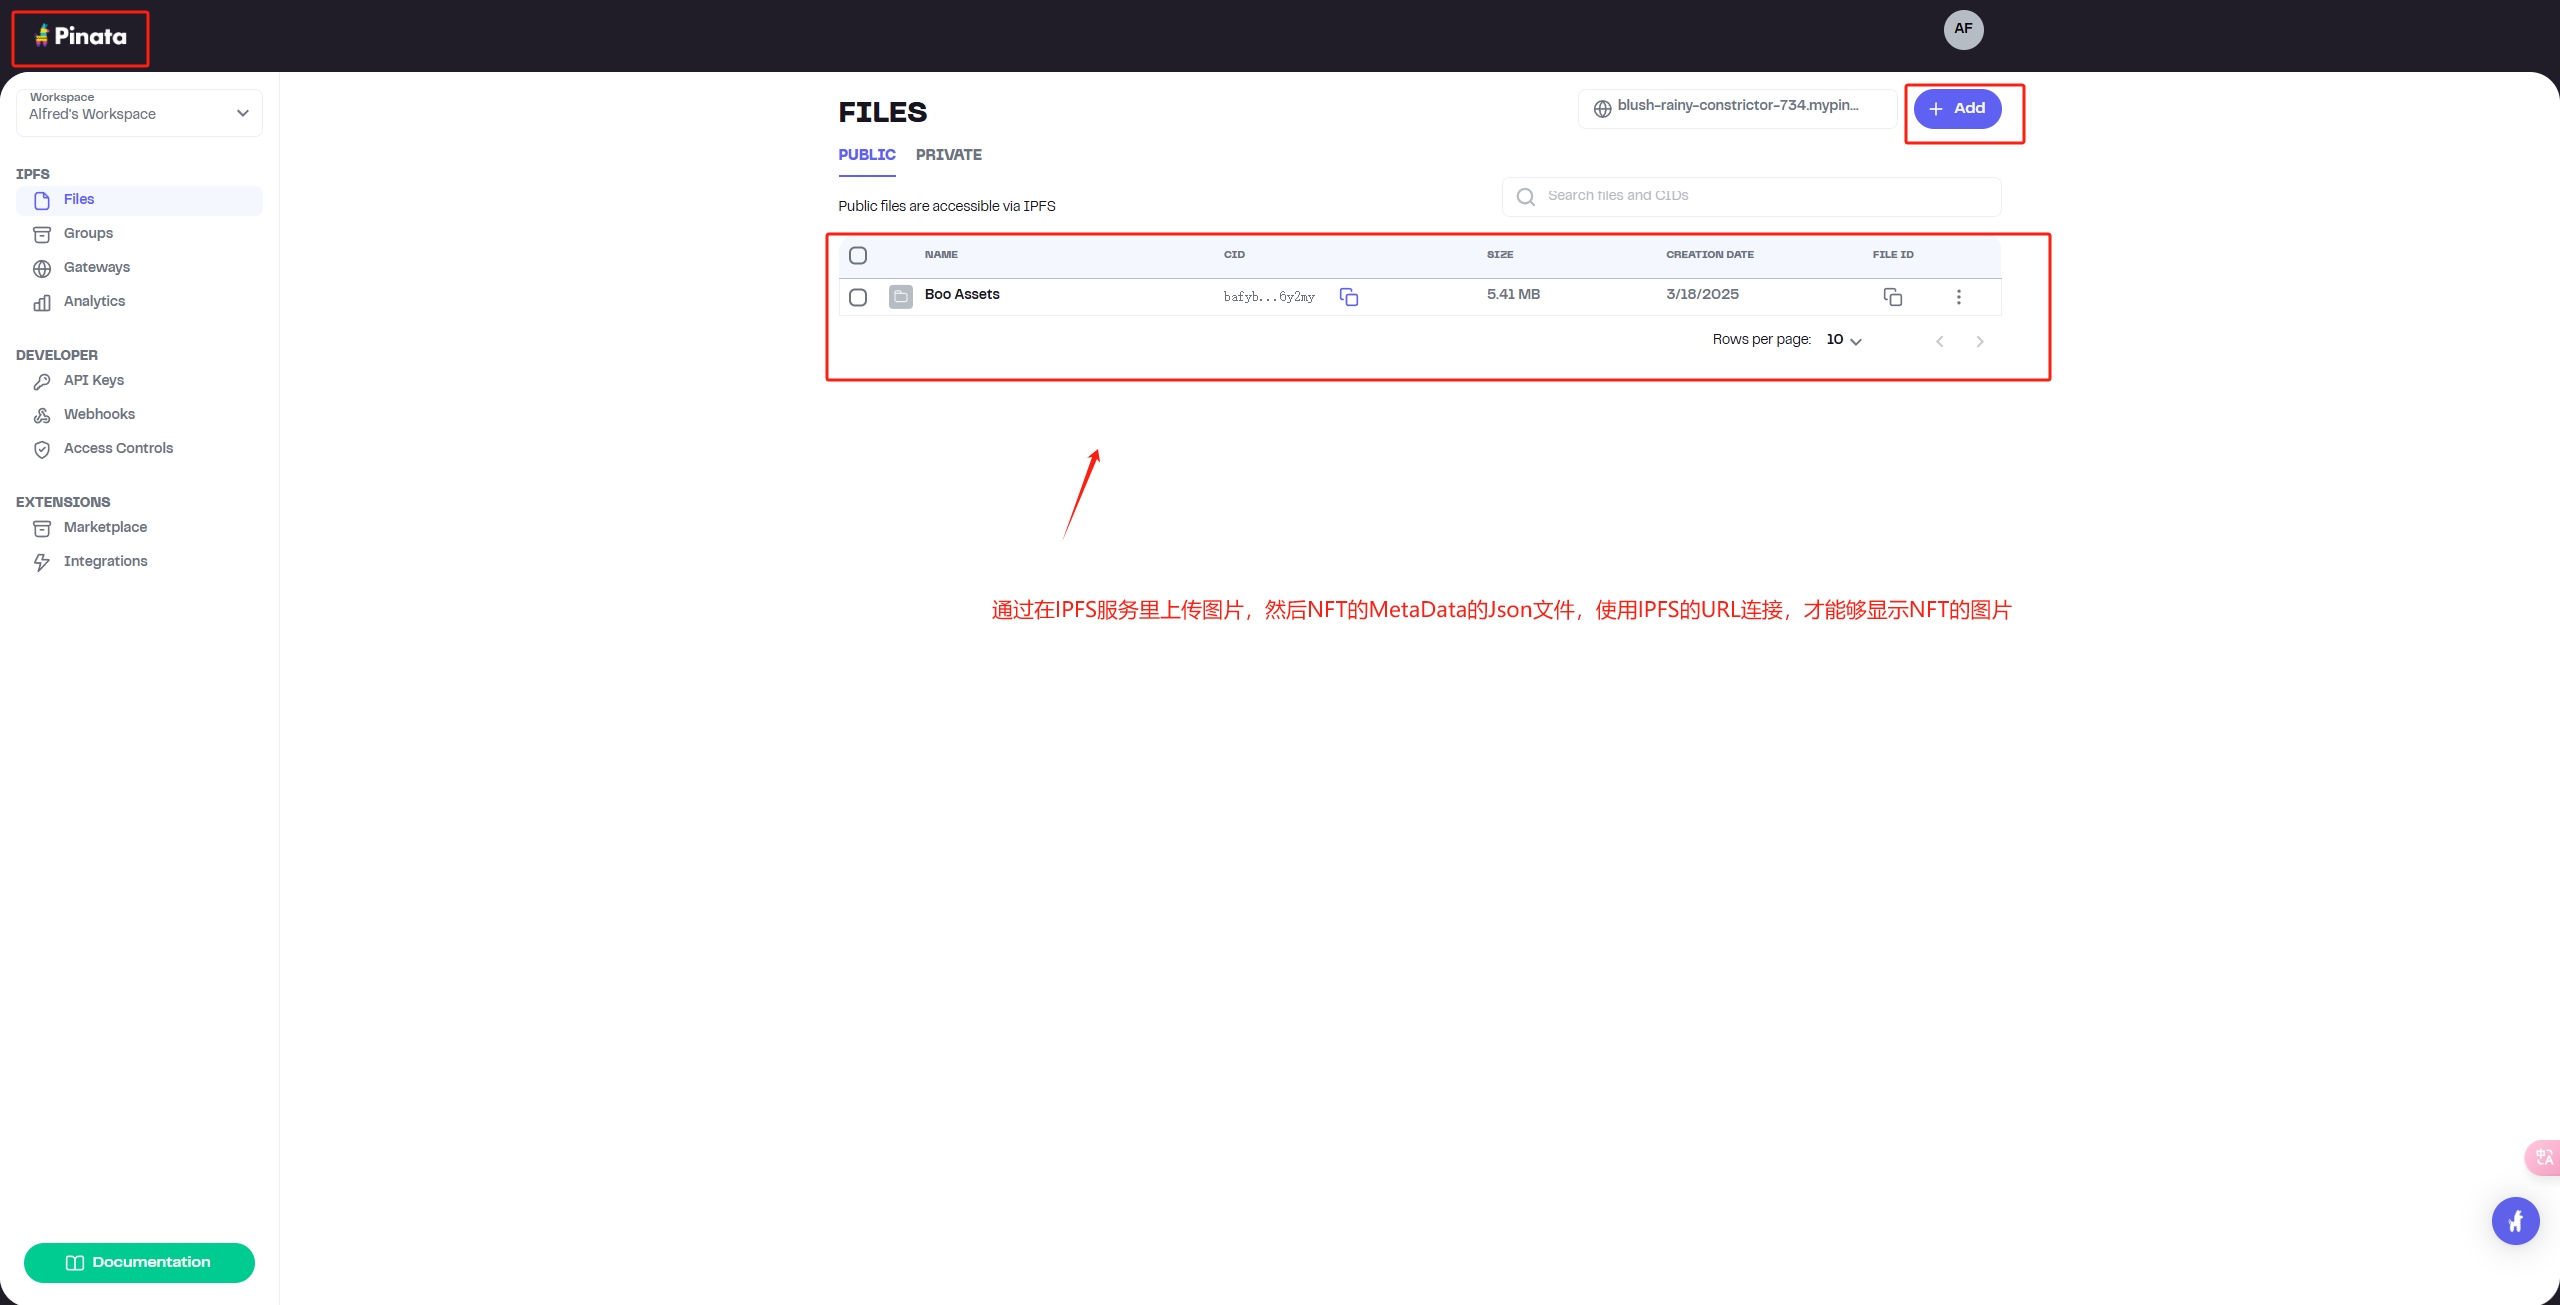 Pinata
AF
Workspace
Alfred's Workspace
IPFS
Files
Groups
Gateways
Analytics
DEVELOPER
API Keys
Webhooks
Access Controls
EXTENSIONS
Marketplace
Integrations
Documentation
FILES
blush-rainy-constrictor-734.mypin...
Add
PUBLIC PRIVATE
Public files are accessible via IPFS
Search files and CIDs
NAME CID SIZE CREATION DATE FILE ID
Boo Assets bafyb...6y2my 5.41 MB 3/18/2025
Rows per page: 10
通过在IPFS服务里上传图片，然后NFT的MetaData的Json文件，使用IPFS的URL连接，才能够显示NFT的图片
中A